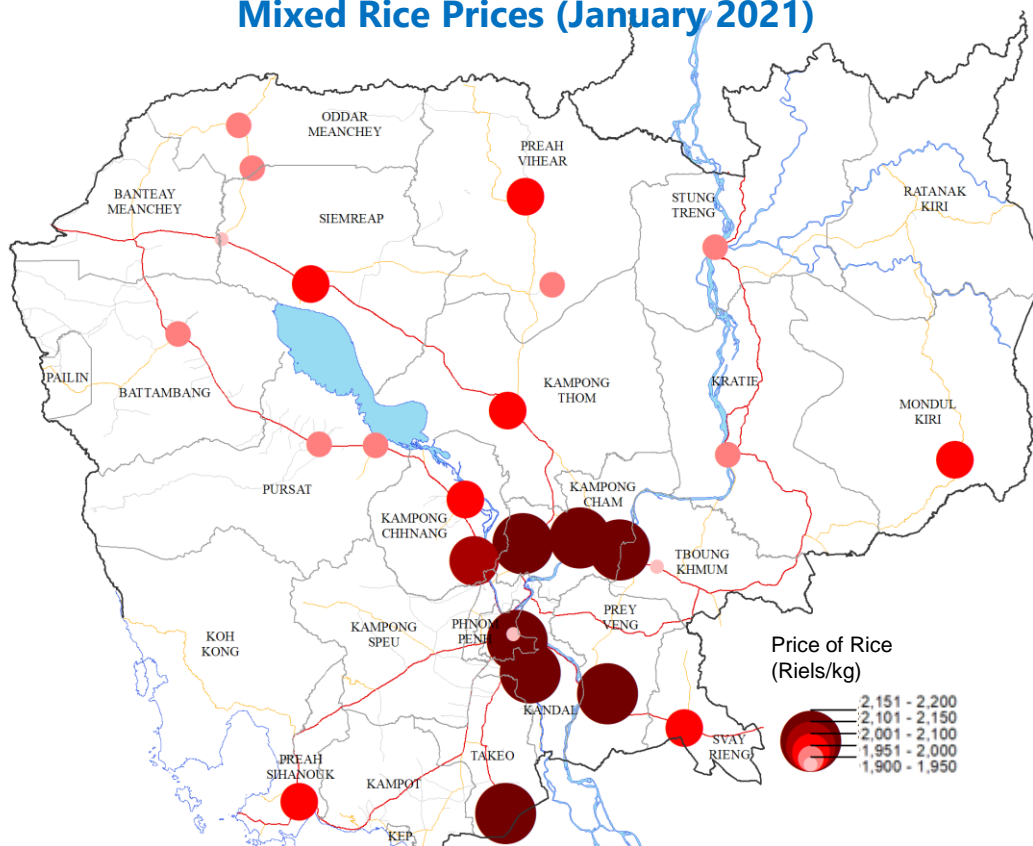 Mixed Rice Prices (January 2021)
ODDAR
MEANCHEY
PREAH
VIHEAR
BANTEAY
MEANCHEY
SIEMREAP
STUNG
TRENG
RATANAK
KIRI
PAILIN
BATTAMBANG
KAMPONG
THOM
KRATIE
MONDUL
KIRI
PURSAT
KAMPONG
CHAM
KAMPONG
CHHNANG
TBOUNG
KHMUM
KOH
KONG
KAMPONG
SPEU
PHNOM
PENH
PREY
VENG
KANDAL
SVAY
RIENG
TAKEO
PREAH
SIHANOUK
KAMPOT
KEP
Price of Rice
(Riels/kg)
2,151 - 2,200
2,101 - 2,150
2,001 - 2,100
1,951 - 2,000
1,900 - 1,950